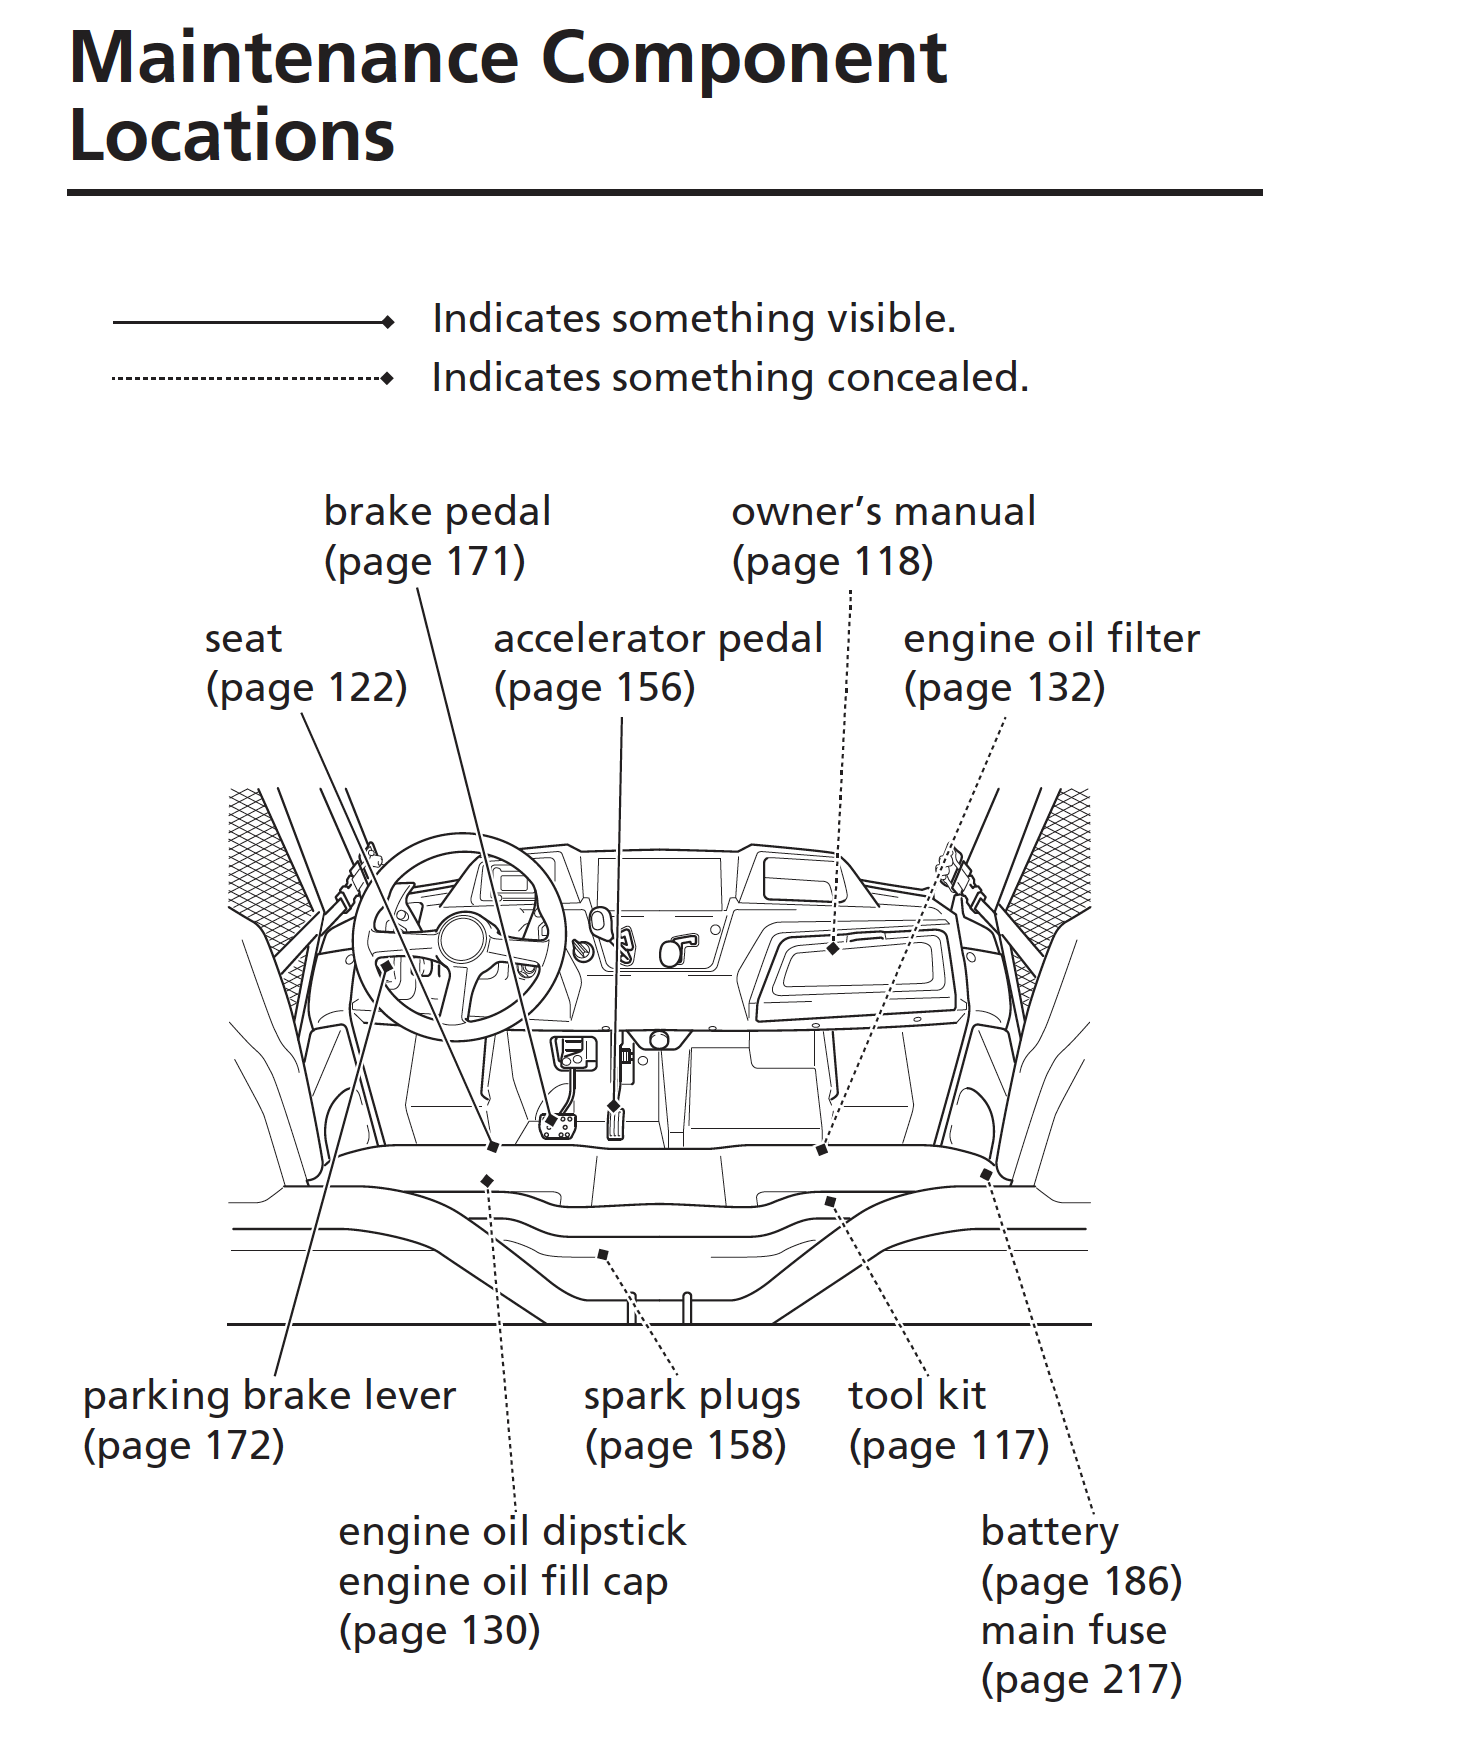 Maintenance Component
Locations
Indicates something visible.
Indicates something concealed.
brake pedal
(page 171)
owner’s manual
(page 118)
seat
(page 122)
accelerator pedal
(page 156)
engine oil filter
(page 132)
parking brake lever
(page 172)
spark plugs
(page 158)
tool kit
(page 117)
engine oil dipstick
engine oil fill cap
(page 130)
battery
(page 186)
main fuse
(page 217)